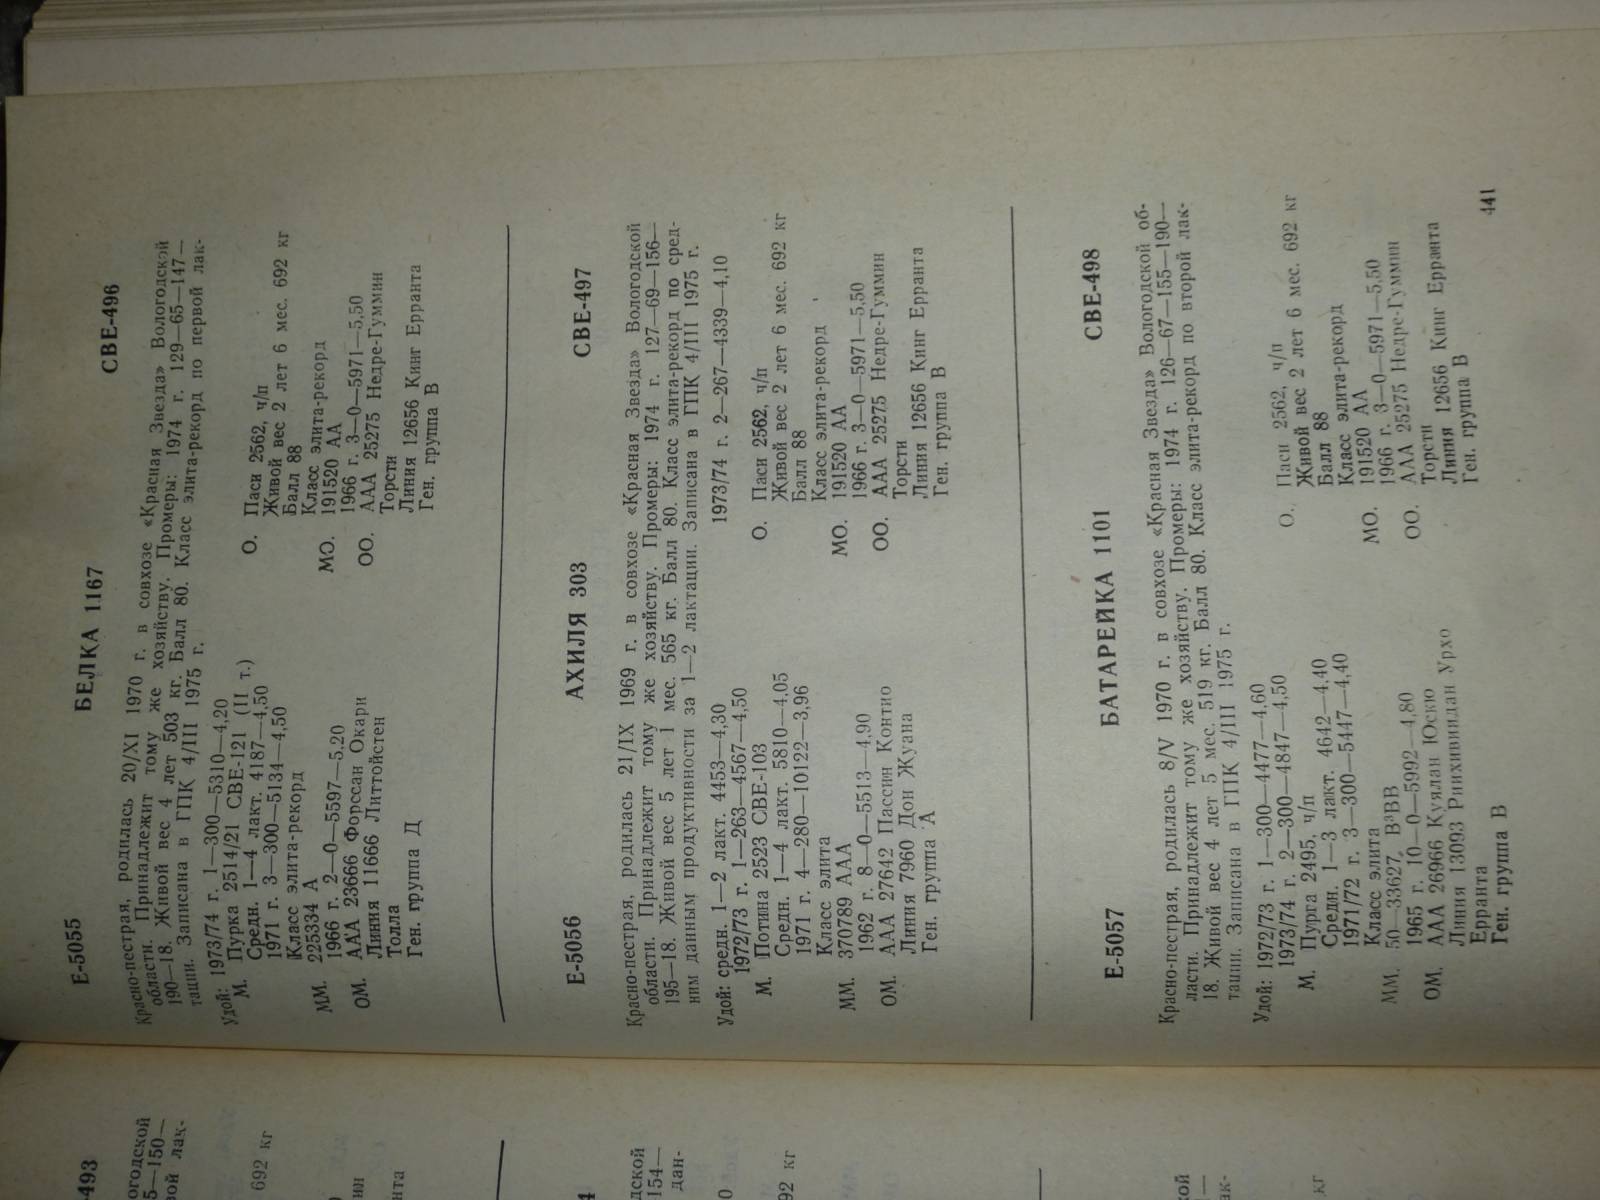 Е-5055 БЕЛКА 1167 СВЕ-496
Красно-пестрая, родилась 20/XI 1970 г. в совхозе «Красная Звезда» Вологодской
области. Принадлежит тому же хозяйству. Промеры: 1974 г. 129—65—147—
190—18. Живой вес 4 лет 503 кг. Балл 80. Класс элита-рекорд по первой лак-
тации. Записана в ГПК 4/III 1975 г.
Удой: 1973/74 г. 1—300—5310—4,20
М. Пурка 2514/21 СВЕ-121 (II т.)
Средн. 1—4 лакт. 4187—4,50
1971 г. 3—300—5134—4,50
Класс элита-рекорд
ММ. 225334 А
1966 г. 2—0—5597—5.20
ОМ. ААА 23666 Форссан Окари
Линия 11666 Литтойстен
Толла
Ген. группа Д
О. Паси 2562, ч/п
Живой вес 2 лет 6 мес. 692 кг
Балл 88
Класс элита-рекорд
МО. 191520 АА
1966 г. 3—0—5971—5,50
ОО. ААА 25275 Недре-Гуммин
Торсти
Линия 12656 Кинг Ерранта
Ген. группа В
Е-5056 АХИЛЯ 303 СВЕ-497
Красно-пестрая, родилась 21/IX 1969 г. в совхозе «Красная Звезда» Вологодской
области. Принадлежит тому же хозяйству. Промеры: 1974 г. 127—69—156—
195—18. Живой вес 5 лет 1 мес. 565 кг. Балл 80. Класс элита-рекорд по сред-
ним данным продуктивности за 1—2 лактации. Записана в ГПК 4/III 1975 г.
Удой: средн. 1—2 лакт. 4453—4,30
1972/73 г. 1—263—4567—4,50
1973/74 г. 2—267—4339—4,10
М. Потина 2523 СВЕ-103
Средн. 1—4 лакт. 5810—4,05
1971 г. 4—280—10122—3,96
Класс элита
ММ. 370789 ААА
1962 г. 8—0—5513—4,90
ОМ. ААА 27642 Пассин Контио
Линия 7960 Дон Жуана
Ген. группа А
О. Паси 2562, ч/п
Живой вес 2 лет 6 мес. 692 кг
Балл 88
Класс элита-рекорд
МО. 191520 АА
1966 г. 3—0—5971—5,50
ОО. ААА 25275 Недре-Гуммин
Торсти
Линия 12656 Кинг Ерранта
Ген. группа В
Е-5057 БАТАРЕЙКА 1101 СВЕ-498
Красно-пестрая, родилась 8/V 1970 г. в совхозе «Красная Звезда» Вологодской об-
ласти. Принадлежит тому же хозяйству. Промеры: 1974 г. 126—67—155—190—
18. Живой вес 4 лет 5 мес. 519 кг. Балл 80. Класс элита-рекорд по второй лак-
тации. Записана в ГПК 4/III 1975 г.
Удой: 1972/73 г. 1—300—4477—4,60
1973/74 г. 2—300—4847—4,50
М. Пурга 2495, ч/п
Средн. 1—3 лакт. 4642—4,40
1971/72 г. 3—300—5447—4,40
Класс элита
ММ. 50—33627, ВаВВ
1965 г. 10—0—5992—4,80
ОМ. ААА 26966 Куялан Юскю
Линия 13093 Риихивиидан Урхо
Ерранта
Ген. группа В
О. Паси 2562, ч/п
Живой вес 2 лет 6 мес. 692 кг
Балл 88
Класс элита-рекорд
МО. 191520 АА
1966 г. 3—0—5971—5,50
ОО. ААА 25275 Недре-Гуммин
Торсти
Линия 12656 Кинг Ерранта
Ген. группа В
441